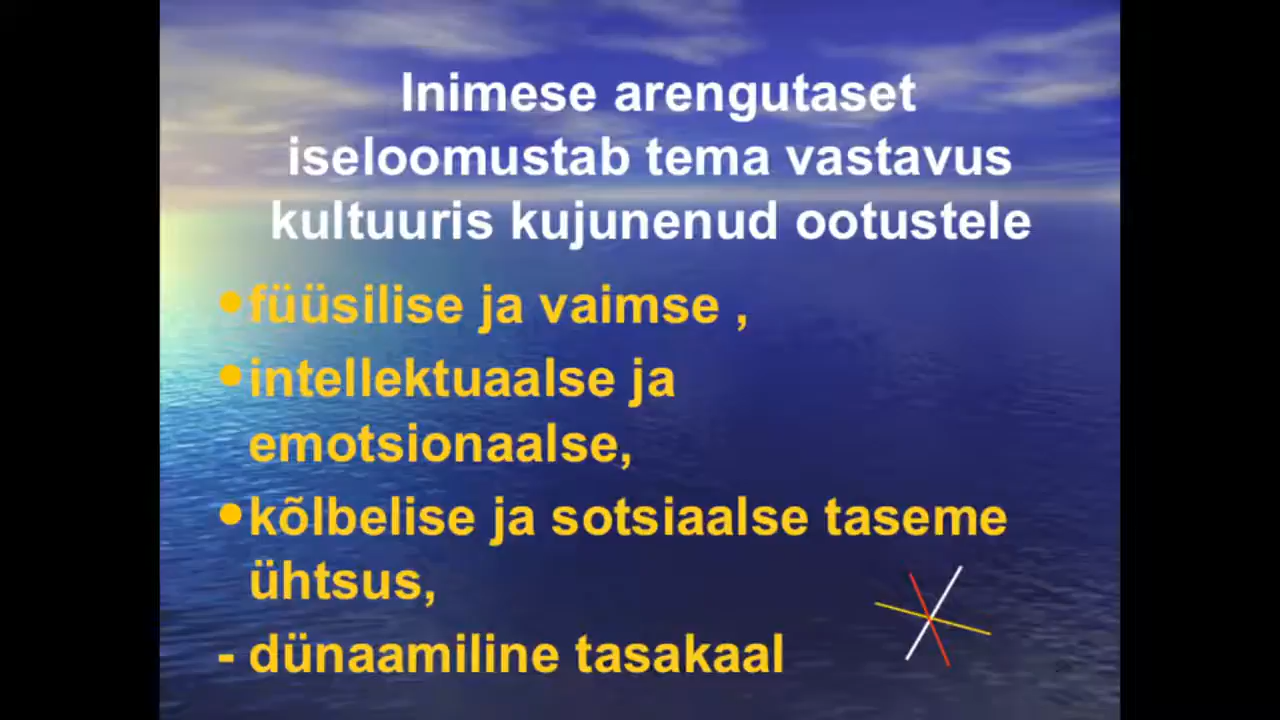 Inimese arengutaset
iseloomustab tema vastavus
kultuuris kujunenud ootustele
•füüsilise ja vaimse ,
•intellektuaalse ja
emotsionaalse,
•kõlbelise ja sotsiaalse taseme
ühtsus,
- dünaamiline tasakaal